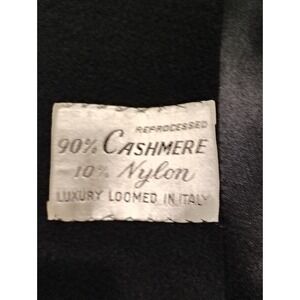 REPROCESSED
90% CASHMERE
10% Nylon
LUXURY LOOMED IN ITALY